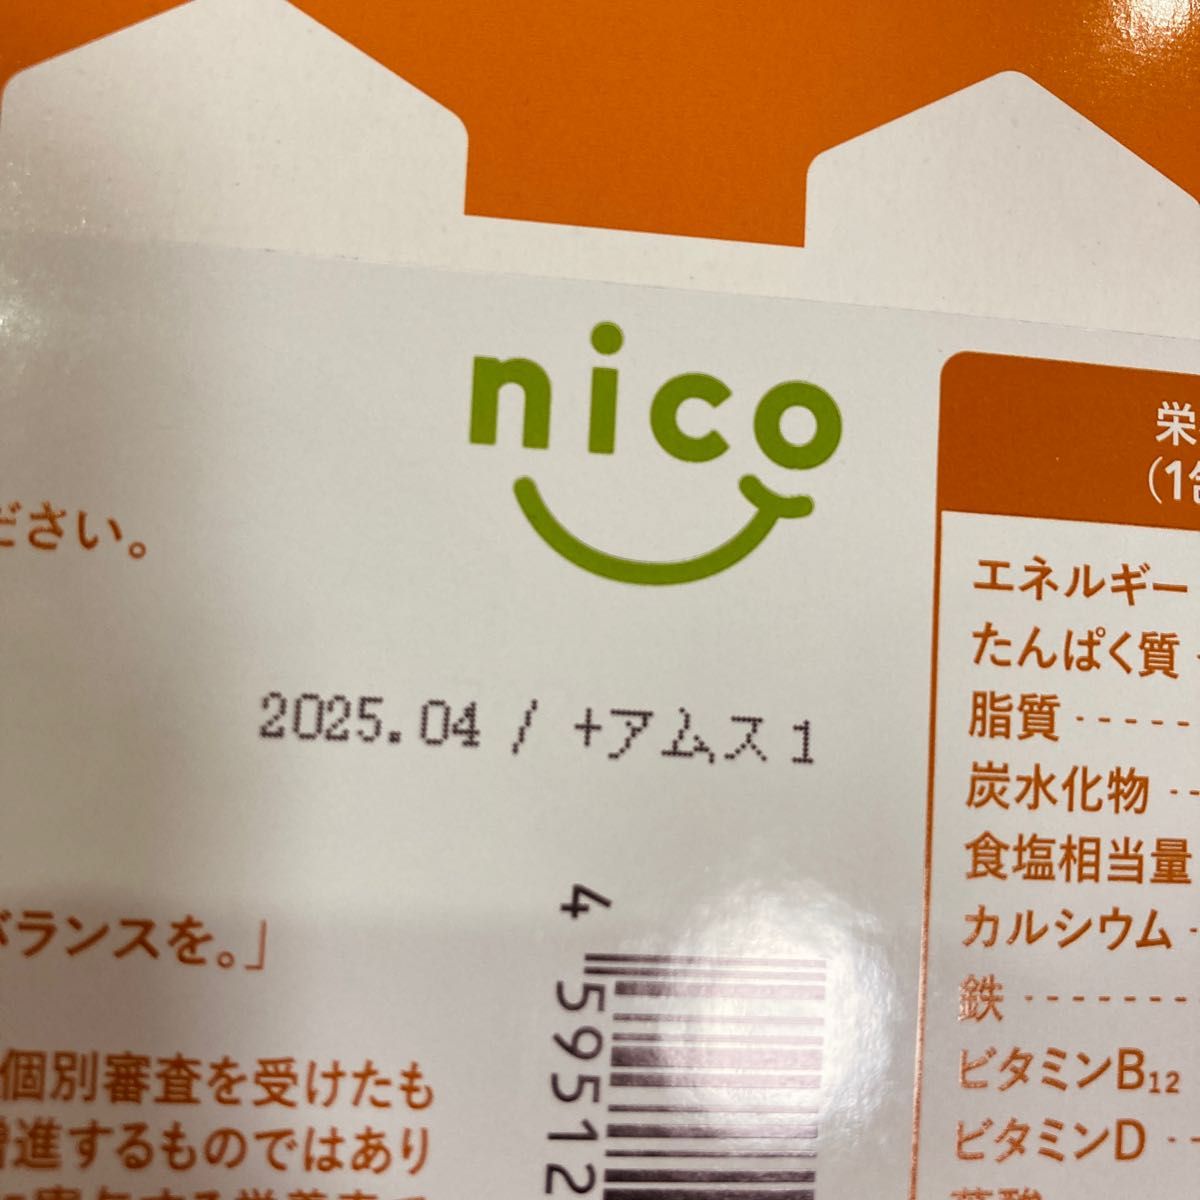 nico
ださい。
2025.04 / +アムス1
バランスを。」
個別審査を受けたも
増進するものではあり
4 59512
栄
(1
エネルギー
たんぱく質
脂質
炭水化物
食塩相当量
カルシウム
鉄
ビタミンB₁₂
ビタミンD